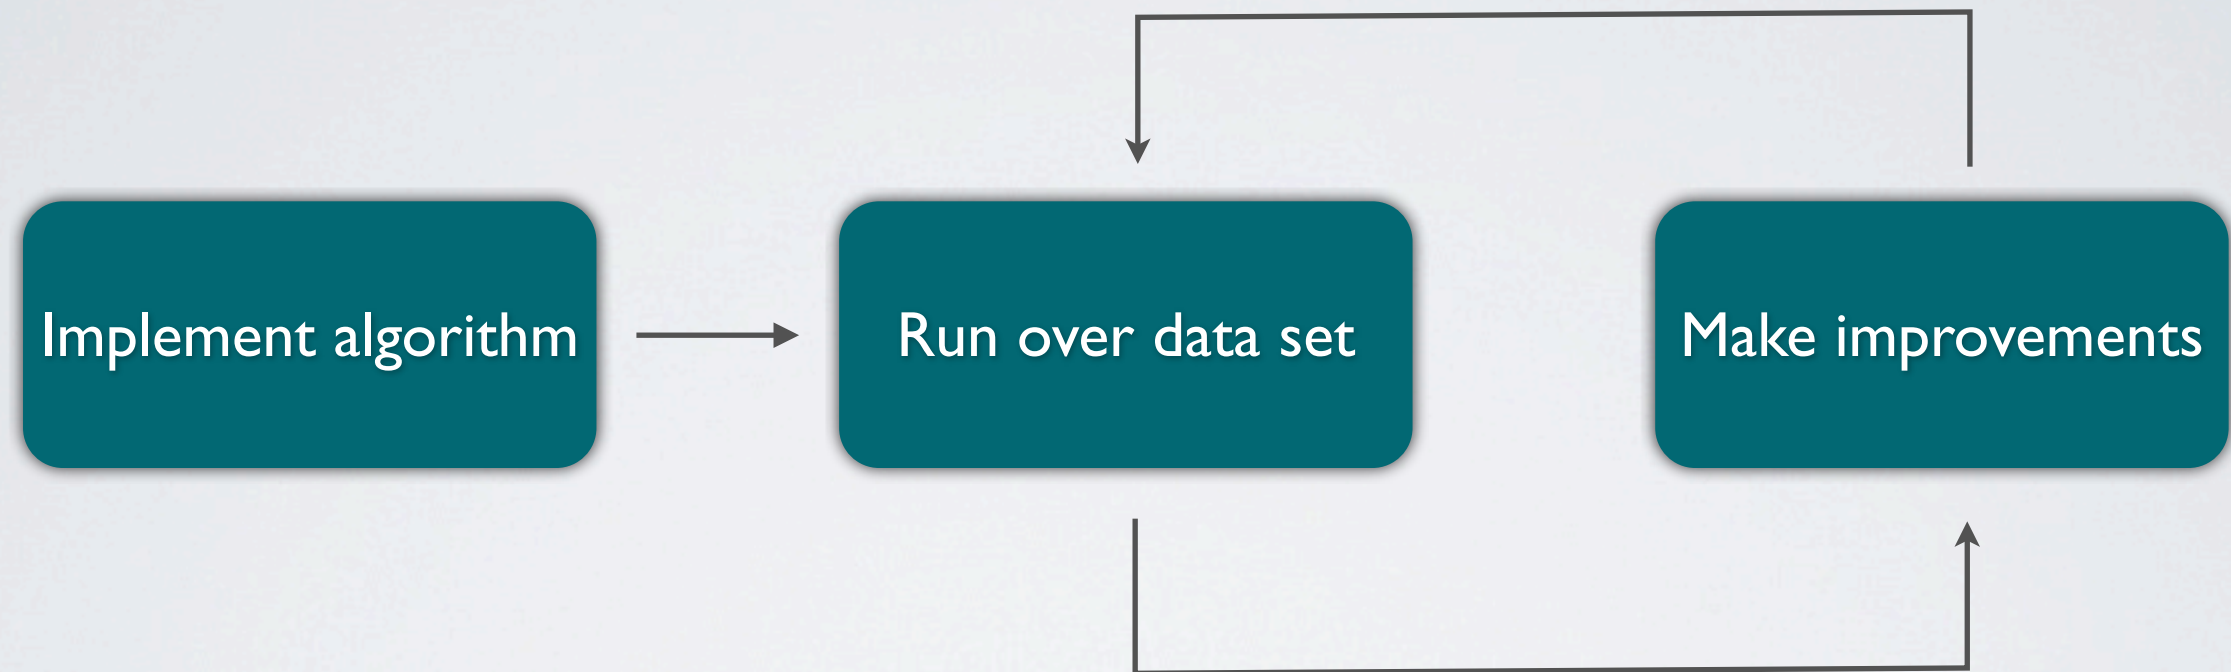 Implement algorithm
Run over data set
Make improvements